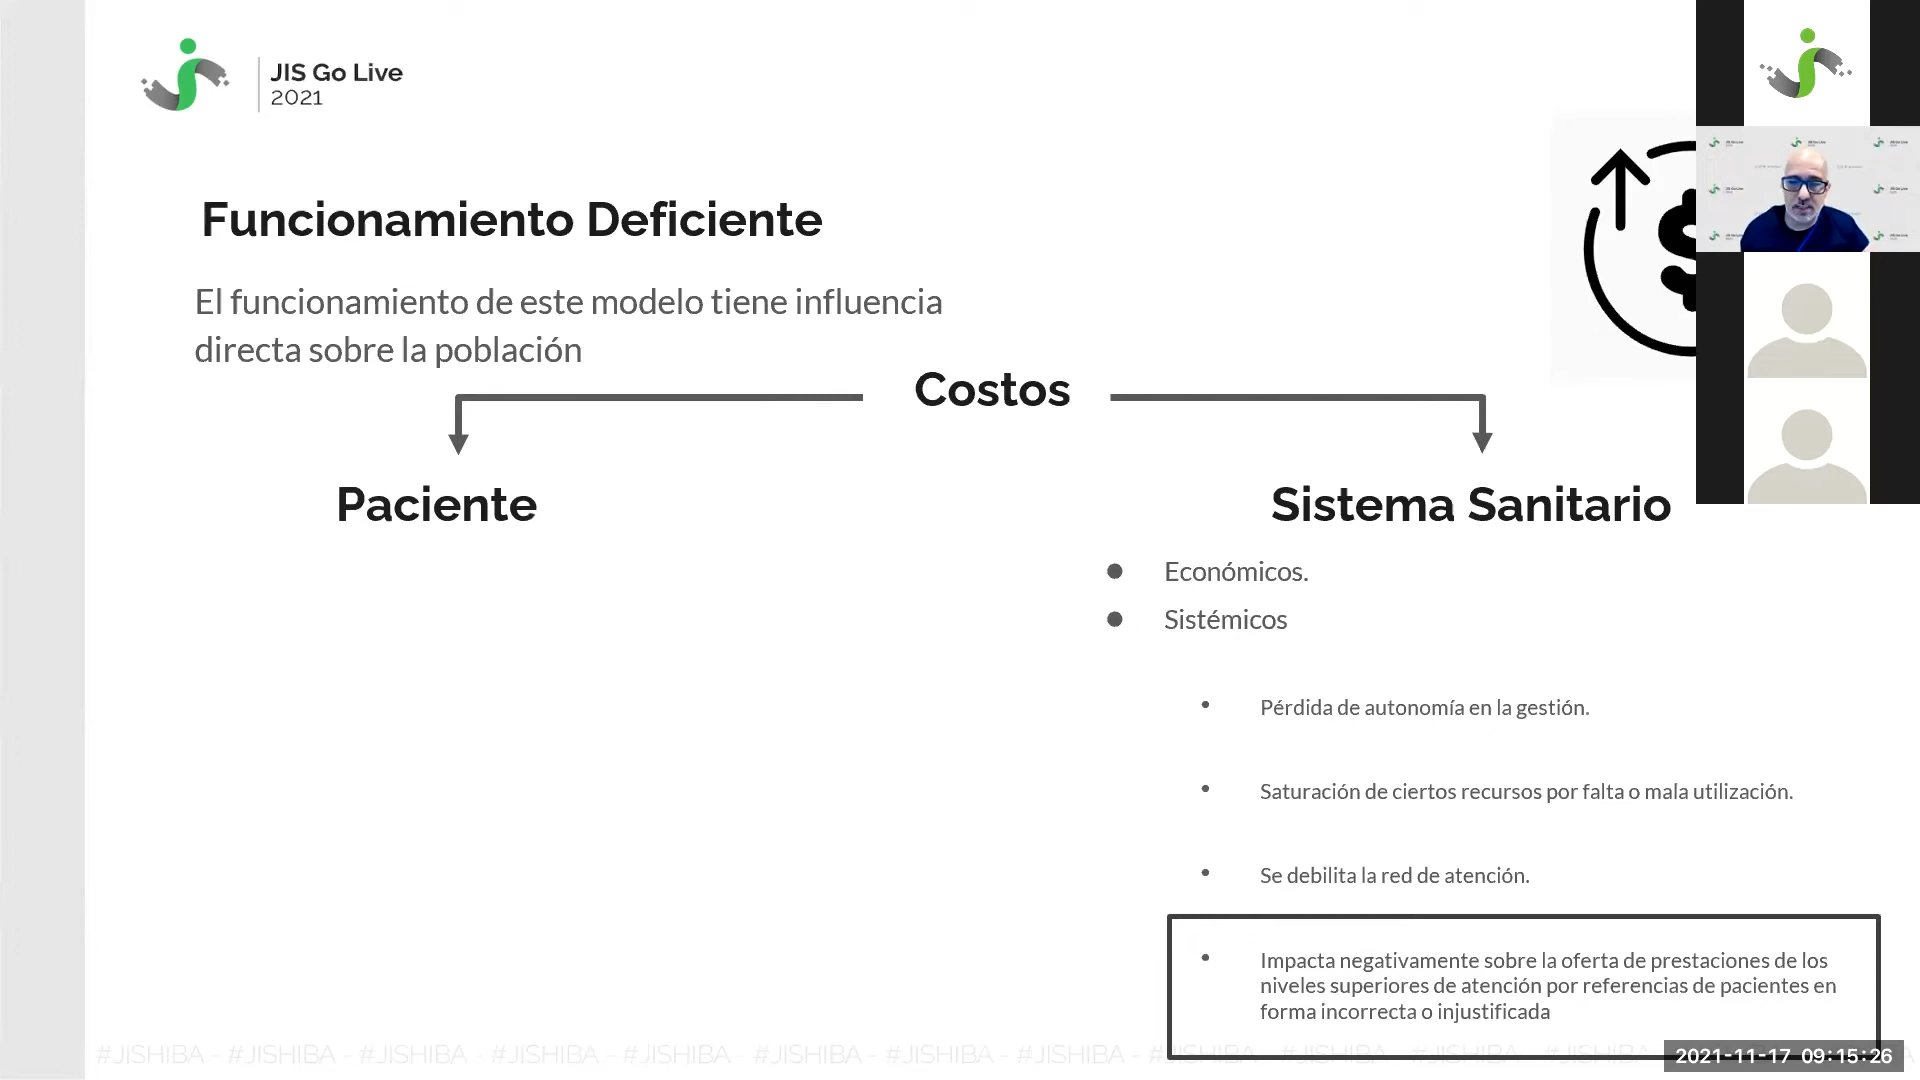 JIS Go Live
2021
Funcionamiento Deficiente
El funcionamiento de este modelo tiene influencia
directa sobre la población
Costos
Paciente
Sistema Sanitario
Económicos.
Sistémicos
Pérdida de autonomía en la gestión.
Saturación de ciertos recursos por falta o mala utilización.
Se debilita la red de atención.
Impacta negativamente sobre la oferta de prestaciones de los
niveles superiores de atención por referencias de pacientes en
forma incorrecta o injustificada
#JISHIBA - #JISHIBA - #JISHIBA - #JISHIBA - #JISHIBA - #JISHIBA - #JISHIBA - #JISHIBA - #JISHIBA - #JISHIBA - #JISHIBA - #JISHIBA
2021-11-17 09:15:26